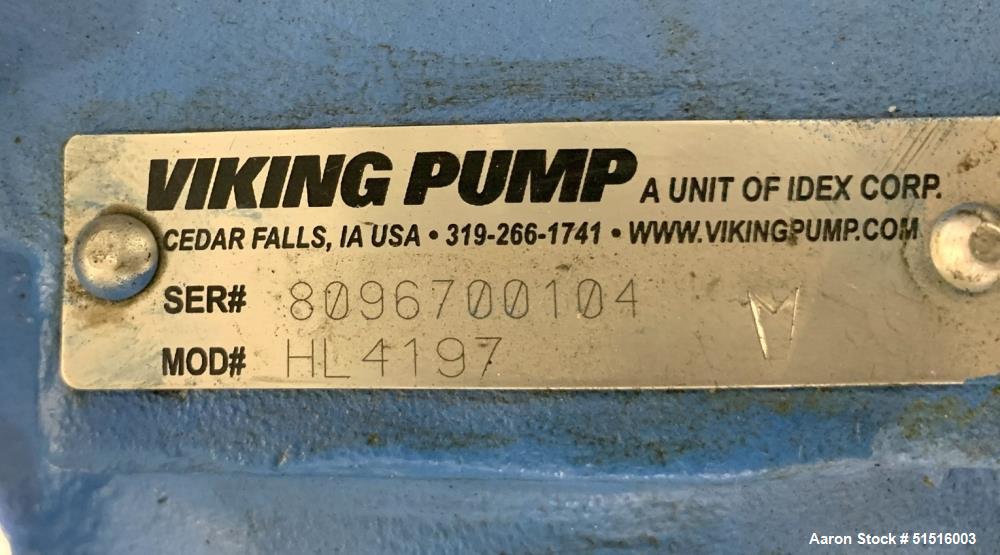 VIKING PUMP A UNIT OF IDEX CORP.
CEDAR FALLS, IA USA • 319-266-1741 • WWW.VIKINGPUMP.COM
SER# 8096700104
M
MOD# HL4197
Aaron Stock # 51516003